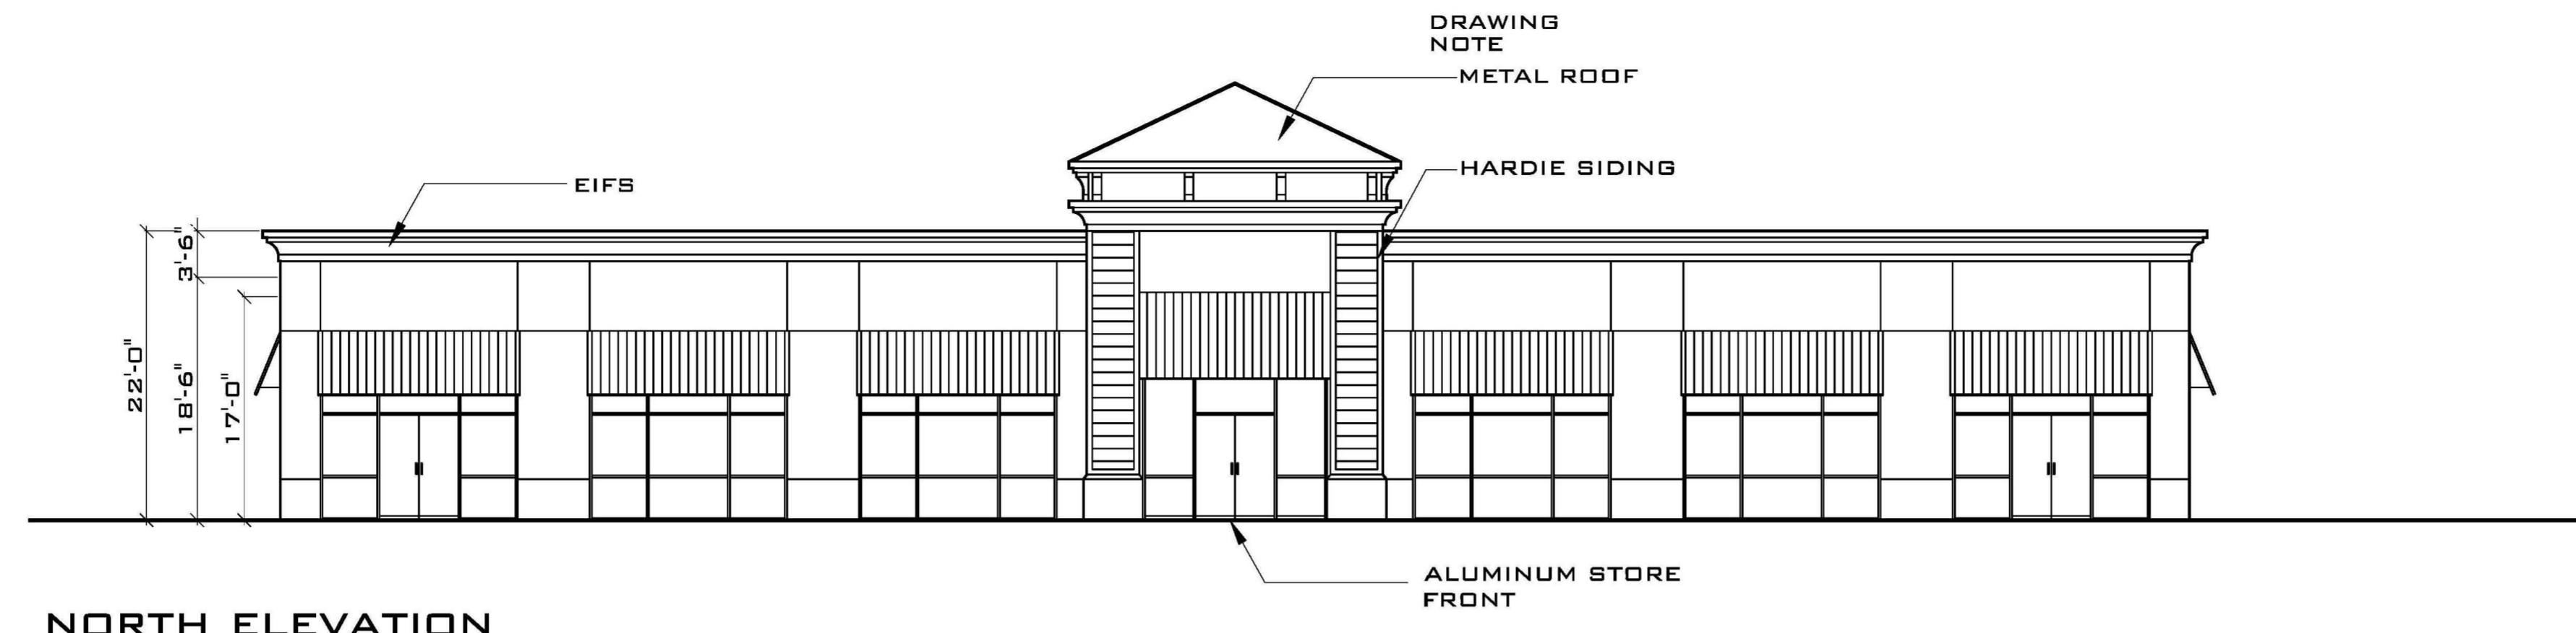 DRAWING
NOTE
METAL ROOF
HARDIE SIDING
EIFS
3'-6"
22'-0"
18'-6"
17'-0"
ALUMINUM STORE
FRONT
NORTH ELEVATION